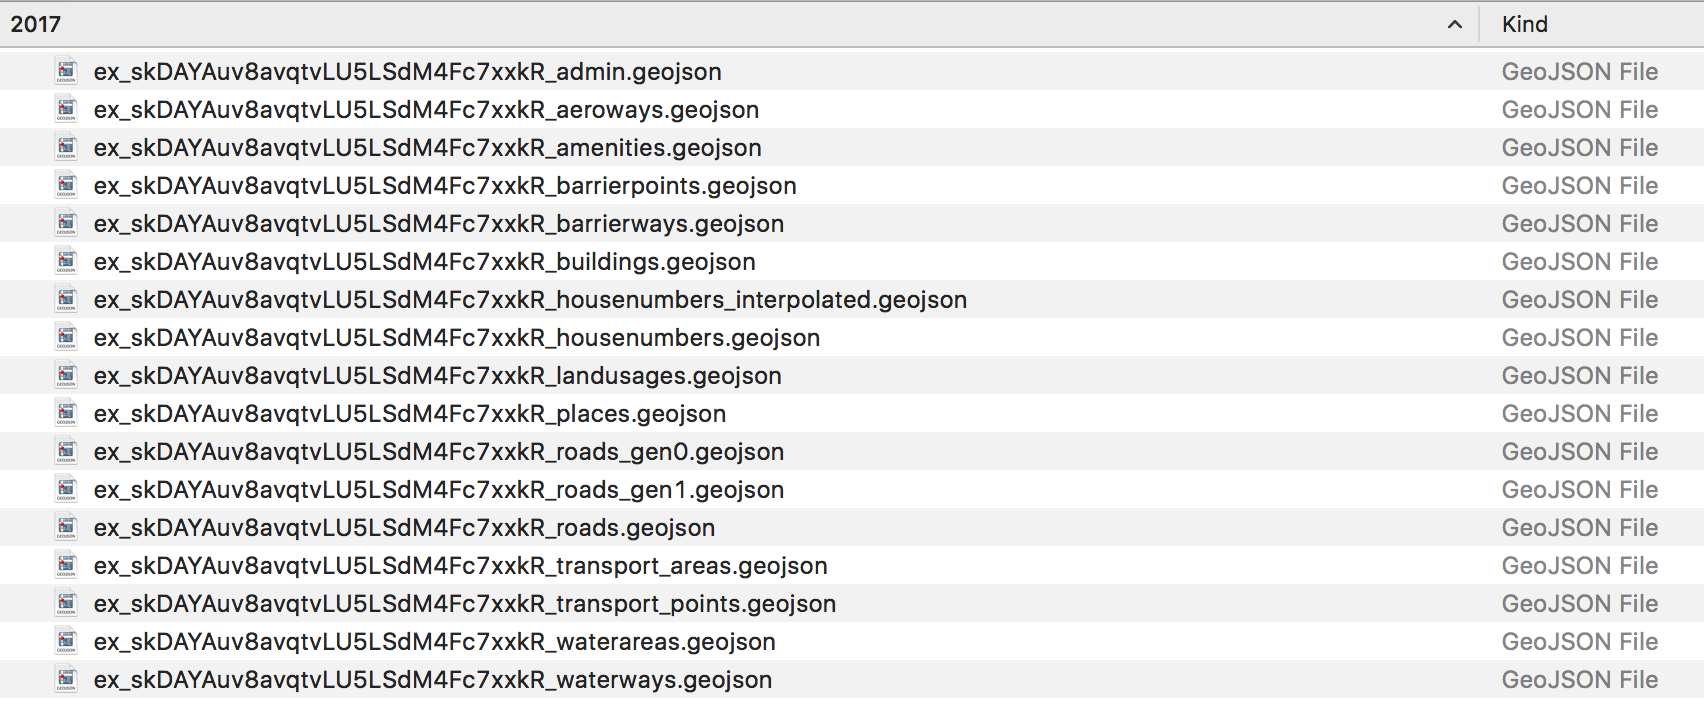 2017 Kind
ex_skDAYAuv8avqtvLU5LSdM4Fc7xxkR_admin.geojson GeoJSON File
ex_skDAYAuv8avqtvLU5LSdM4Fc7xxkR_aeroways.geojson GeoJSON File
ex_skDAYAuv8avqtvLU5LSdM4Fc7xxkR_amenities.geojson GeoJSON File
ex_skDAYAuv8avqtvLU5LSdM4Fc7xxkR_barrierpoints.geojson GeoJSON File
ex_skDAYAuv8avqtvLU5LSdM4Fc7xxkR_barrierways.geojson GeoJSON File
ex_skDAYAuv8avqtvLU5LSdM4Fc7xxkR_buildings.geojson GeoJSON File
ex_skDAYAuv8avqtvLU5LSdM4Fc7xxkR_housenumbers_interpolated.geojson GeoJSON File
ex_skDAYAuv8avqtvLU5LSdM4Fc7xxkR_housenumbers.geojson GeoJSON File
ex_skDAYAuv8avqtvLU5LSdM4Fc7xxkR_landusages.geojson GeoJSON File
ex_skDAYAuv8avqtvLU5LSdM4Fc7xxkR_places.geojson GeoJSON File
ex_skDAYAuv8avqtvLU5LSdM4Fc7xxkR_roads_gen0.geojson GeoJSON File
ex_skDAYAuv8avqtvLU5LSdM4Fc7xxkR_roads_gen1.geojson GeoJSON File
ex_skDAYAuv8avqtvLU5LSdM4Fc7xxkR_roads.geojson GeoJSON File
ex_skDAYAuv8avqtvLU5LSdM4Fc7xxkR_transport_areas.geojson GeoJSON File
ex_skDAYAuv8avqtvLU5LSdM4Fc7xxkR_transport_points.geojson GeoJSON File
ex_skDAYAuv8avqtvLU5LSdM4Fc7xxkR_waterareas.geojson GeoJSON File
ex_skDAYAuv8avqtvLU5LSdM4Fc7xxkR_waterways.geojson GeoJSON File